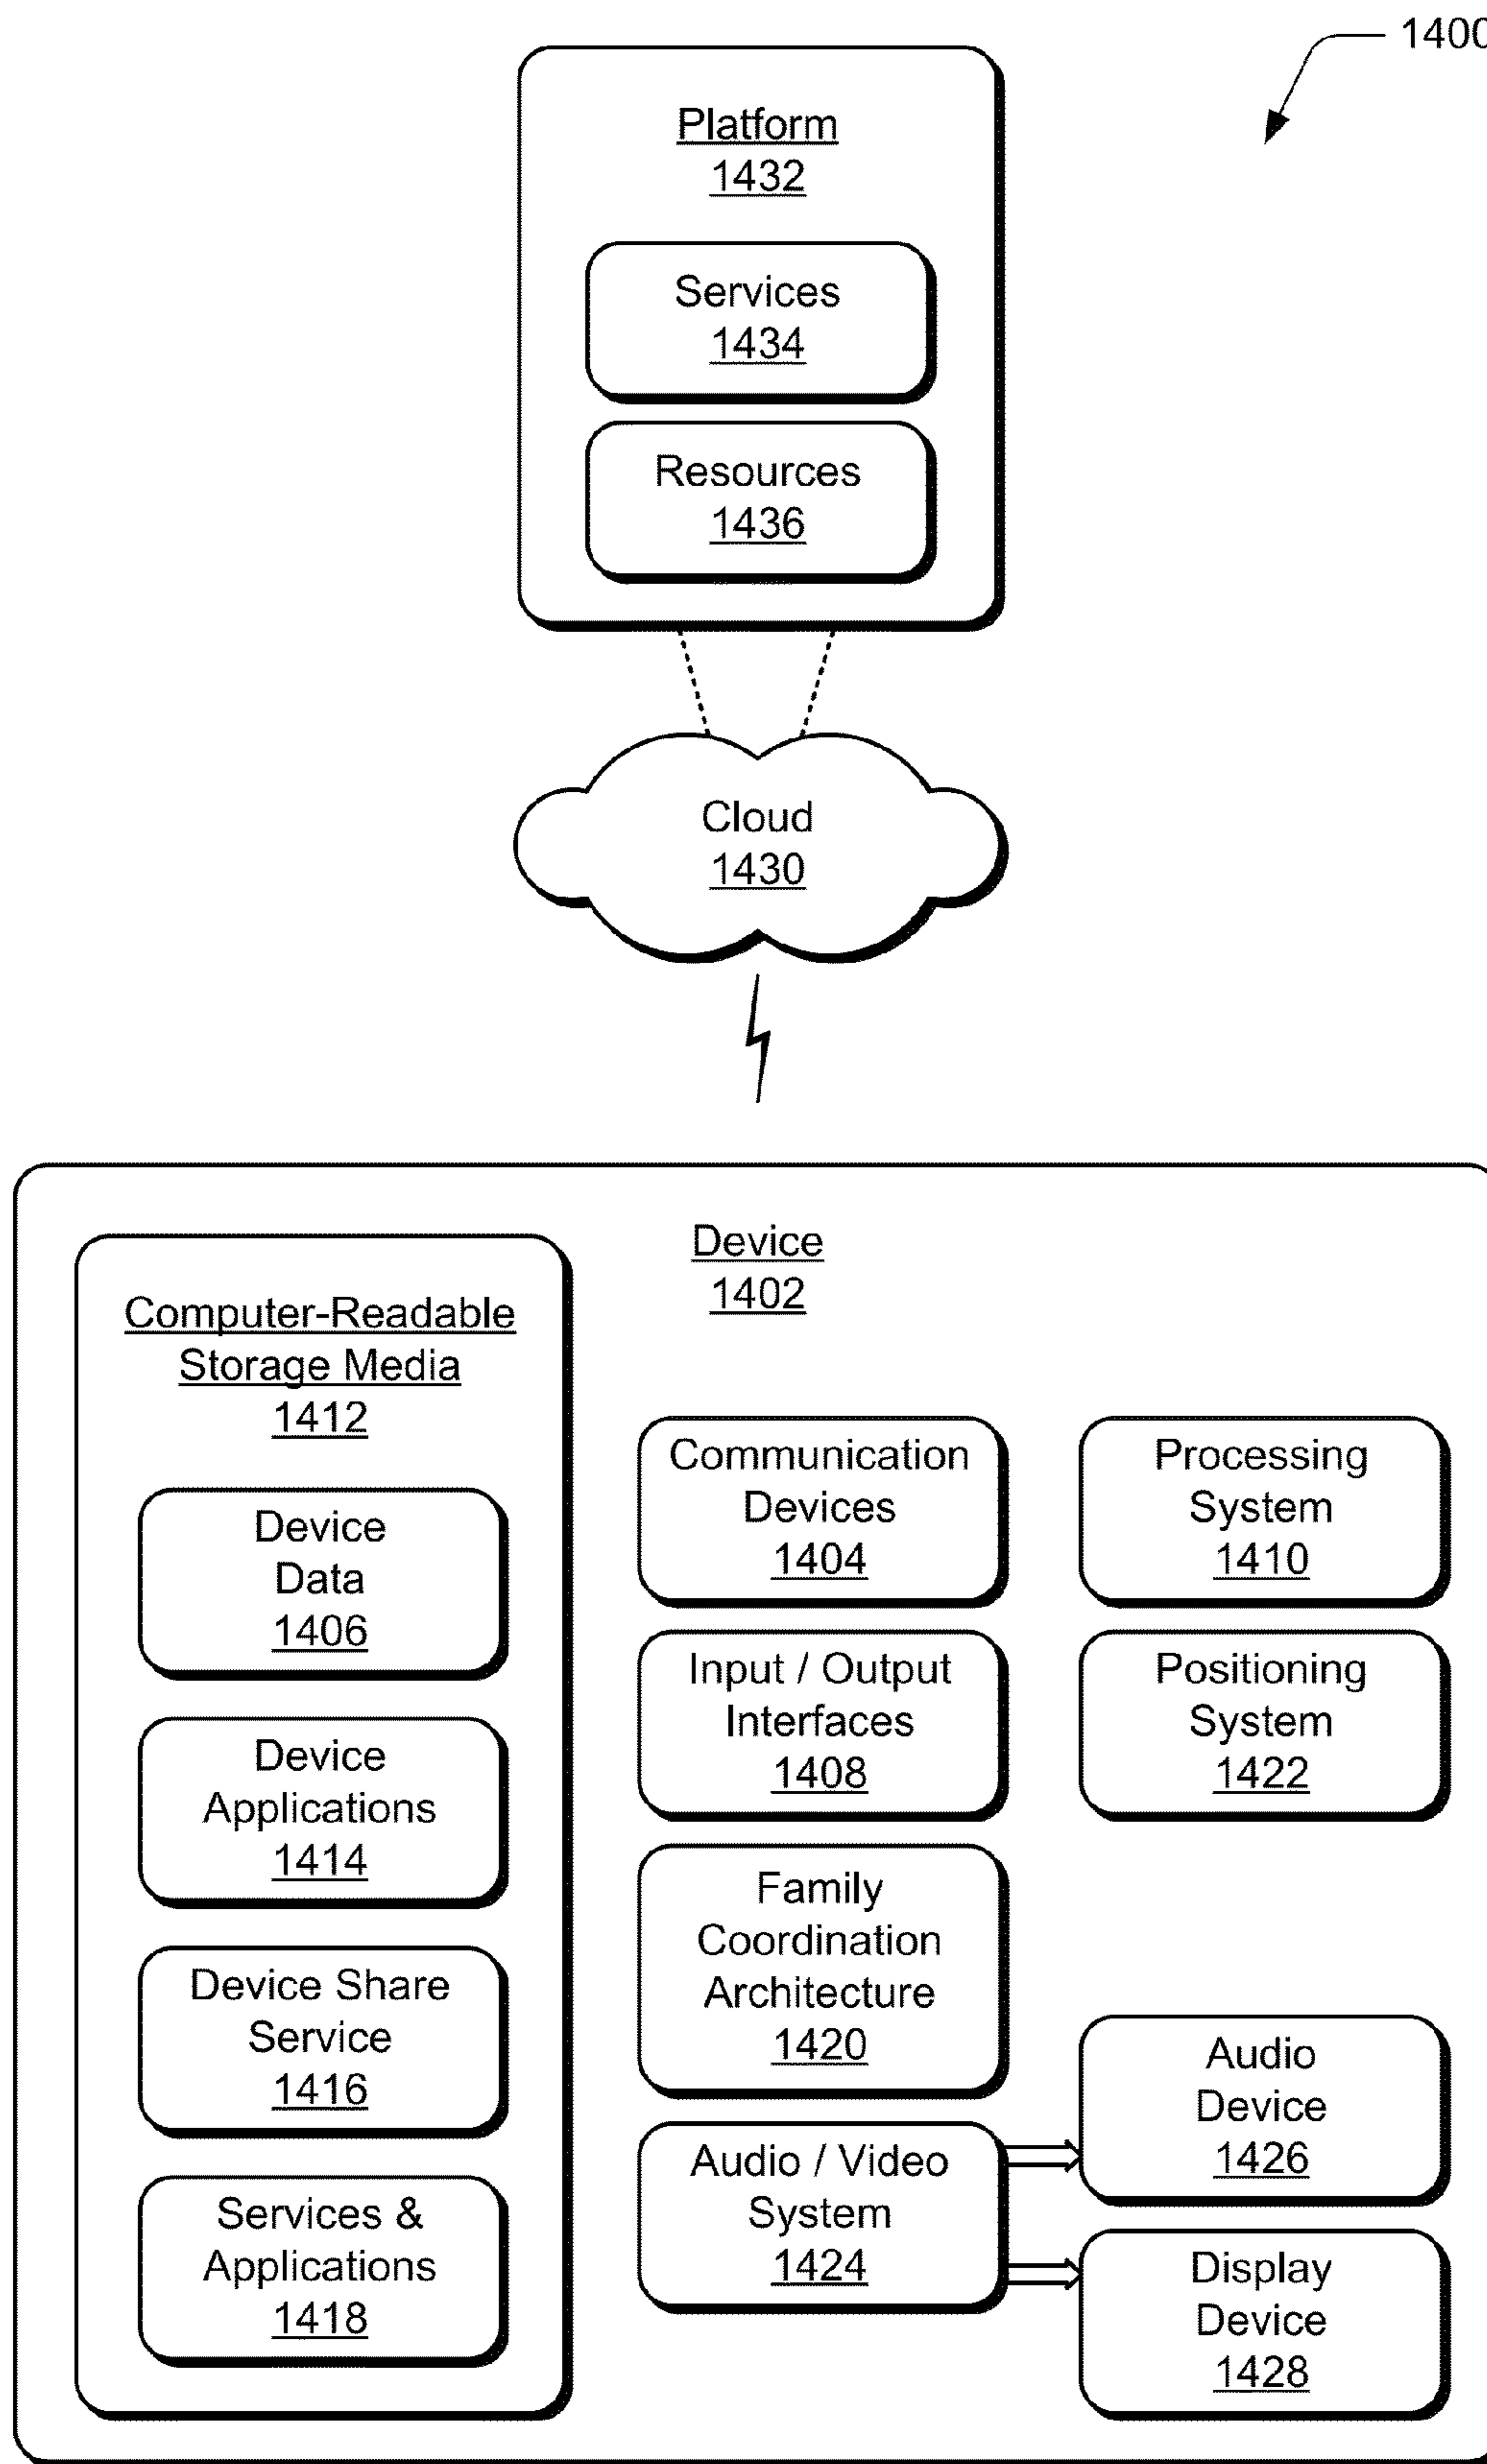 1400
Platform
1432
Services
1434
Resources
1436
Cloud
1430
Device
1402
Computer-Readable
Storage Media
1412
Device
Data
1406
Device
Applications
1414
Device Share
Service
1416
Services &
Applications
1418
Communication
Devices
1404
Processing
System
1410
Input / Output
Interfaces
1408
Positioning
System
1422
Family
Coordination
Architecture
1420
Audio / Video
System
1424
Audio
Device
1426
Display
Device
1428